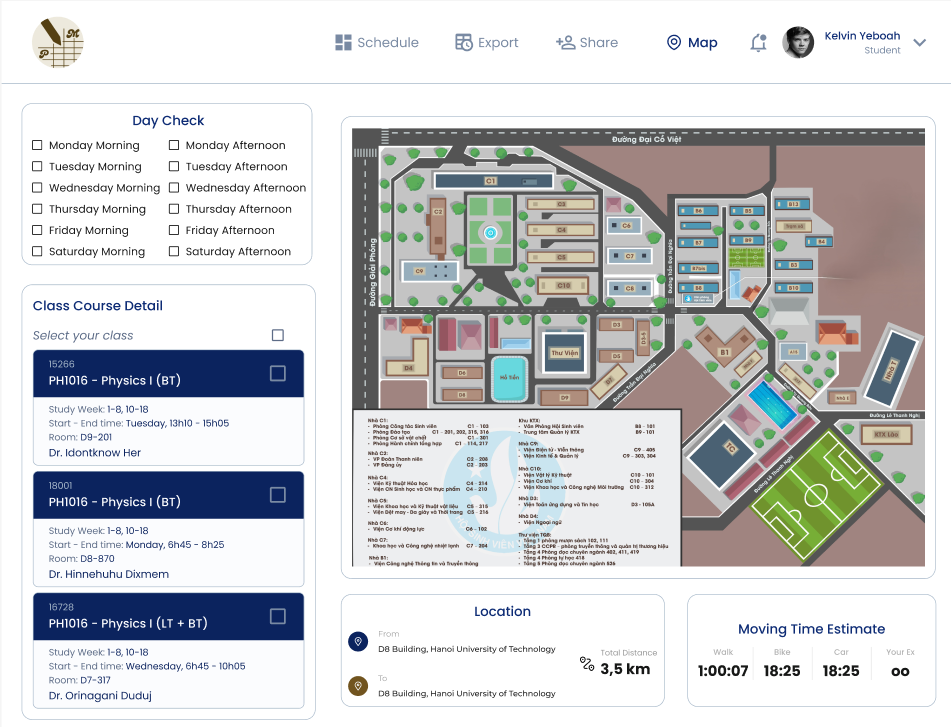 P M
Schedule
Export
Share
Map
Kelvin Yeboah
Student
Day Check
Monday Morning
Monday Afternoon
Tuesday Morning
Tuesday Afternoon
Wednesday Morning
Wednesday Afternoon
Thursday Morning
Thursday Afternoon
Friday Morning
Friday Afternoon
Saturday Morning
Saturday Afternoon
Class Course Detail
Select your class
15266
PH1016 - Physics I (BT)
Study Week: 1-8, 10-18
Start - End time: Tuesday, 13h10 - 15h05
Room: D9-201
Dr. Idontknow Her
18001
PH1016 - Physics I (BT)
Study Week: 1-8, 10-18
Start - End time: Monday, 6h45 - 8h25
Room: D8-870
Dr. Hinnehuhu Dixmem
16728
PH1016 - Physics I (LT + BT)
Study Week: 1-8, 10-18
Start - End time: Wednesday, 6h45 - 10h05
Room: D7-317
Dr. Orinagani Duduj
Đường Đại Cồ Việt
Đường Giải Phóng
Đường Trần Đại Nghĩa
Đường Trần Đại Nghĩa
Đường Lê Thanh Nghị
Đường Lê Thanh Nghị
C1
C2
C3
C4
C5
C6
C7
C8
C9
C10
B6
B5
B13
B7
B9
B4
B3
B8
B10
B1
D3
D4
D5
D6
D8
D9
B2
Thư Viện
Hồ Tiền
TC
Nhà T
KTX Lào
Nhà C1:
- Phòng Công tác Sinh viên C1 - 103
- Phòng Đào tạo C1 - 201, 202, 315, 316
- Phòng Cơ sở vật chất C1 - 301
- Phòng Hành chính tổng hợp C1 - 114, 217
Nhà C2:
- VP Đoàn Thanh niên C2 - 208
- VP Đảng ủy C2 - 202
Nhà C4:
- Viện Kỹ thuật Hóa học C4 - 314
- Viện CN Sinh học và CN thực phẩm C4 - 210
Nhà C5:
- Viện Khoa học và Kỹ thuật vật liệu C5 - 315
- Viện Dệt may - Da giầy và Thời trang C5 - 216
Nhà C6:
- Viện Cơ khí động lực C6 - 102
Nhà C7:
- Khoa học và Công nghệ nhiệt lạnh C7 - 204
Nhà B1:
- Viện Công nghệ Thông tin và Truyền thông
Khu KTX:
- Văn Phòng Hội Sinh viên B8 - 101
- Trung tâm Quản lý KTX B9 - 101
Nhà C9:
- Viện Điện tử - Viễn thông C9 - 405
- Viện Kinh tế & Quản lý C9 - 303, 304
Nhà C10:
- Viện Vật lý Kỹ thuật C10 - 101
- Viện Cơ khí C10 - 304
- Viện Khoa học và Công nghệ Môi trường C10 - 312
Nhà D3:
- Viện Toán ứng dụng và Tin học D3 - 105A
Nhà D4:
- Viện Ngoại ngữ
Thư viện TQB:
- Tầng 1 phòng mượn sách 102, 111
- Tầng 3 CCPR - phòng truyền thông và quản trị thương hiệu
- Tầng 4 Phòng đọc chuyên ngành 402, 411, 419
- Tầng 4 Phòng tự học 418
- Tầng 5 Phòng đọc chuyên ngành 526
Location
From
D8 Building, Hanoi University of Technology
To
D8 Building, Hanoi University of Technology
Total Distance
3,5 km
Moving Time Estimate
Walk
1:00:07
Bike
18:25
Car
18:25
Your Ex
oo